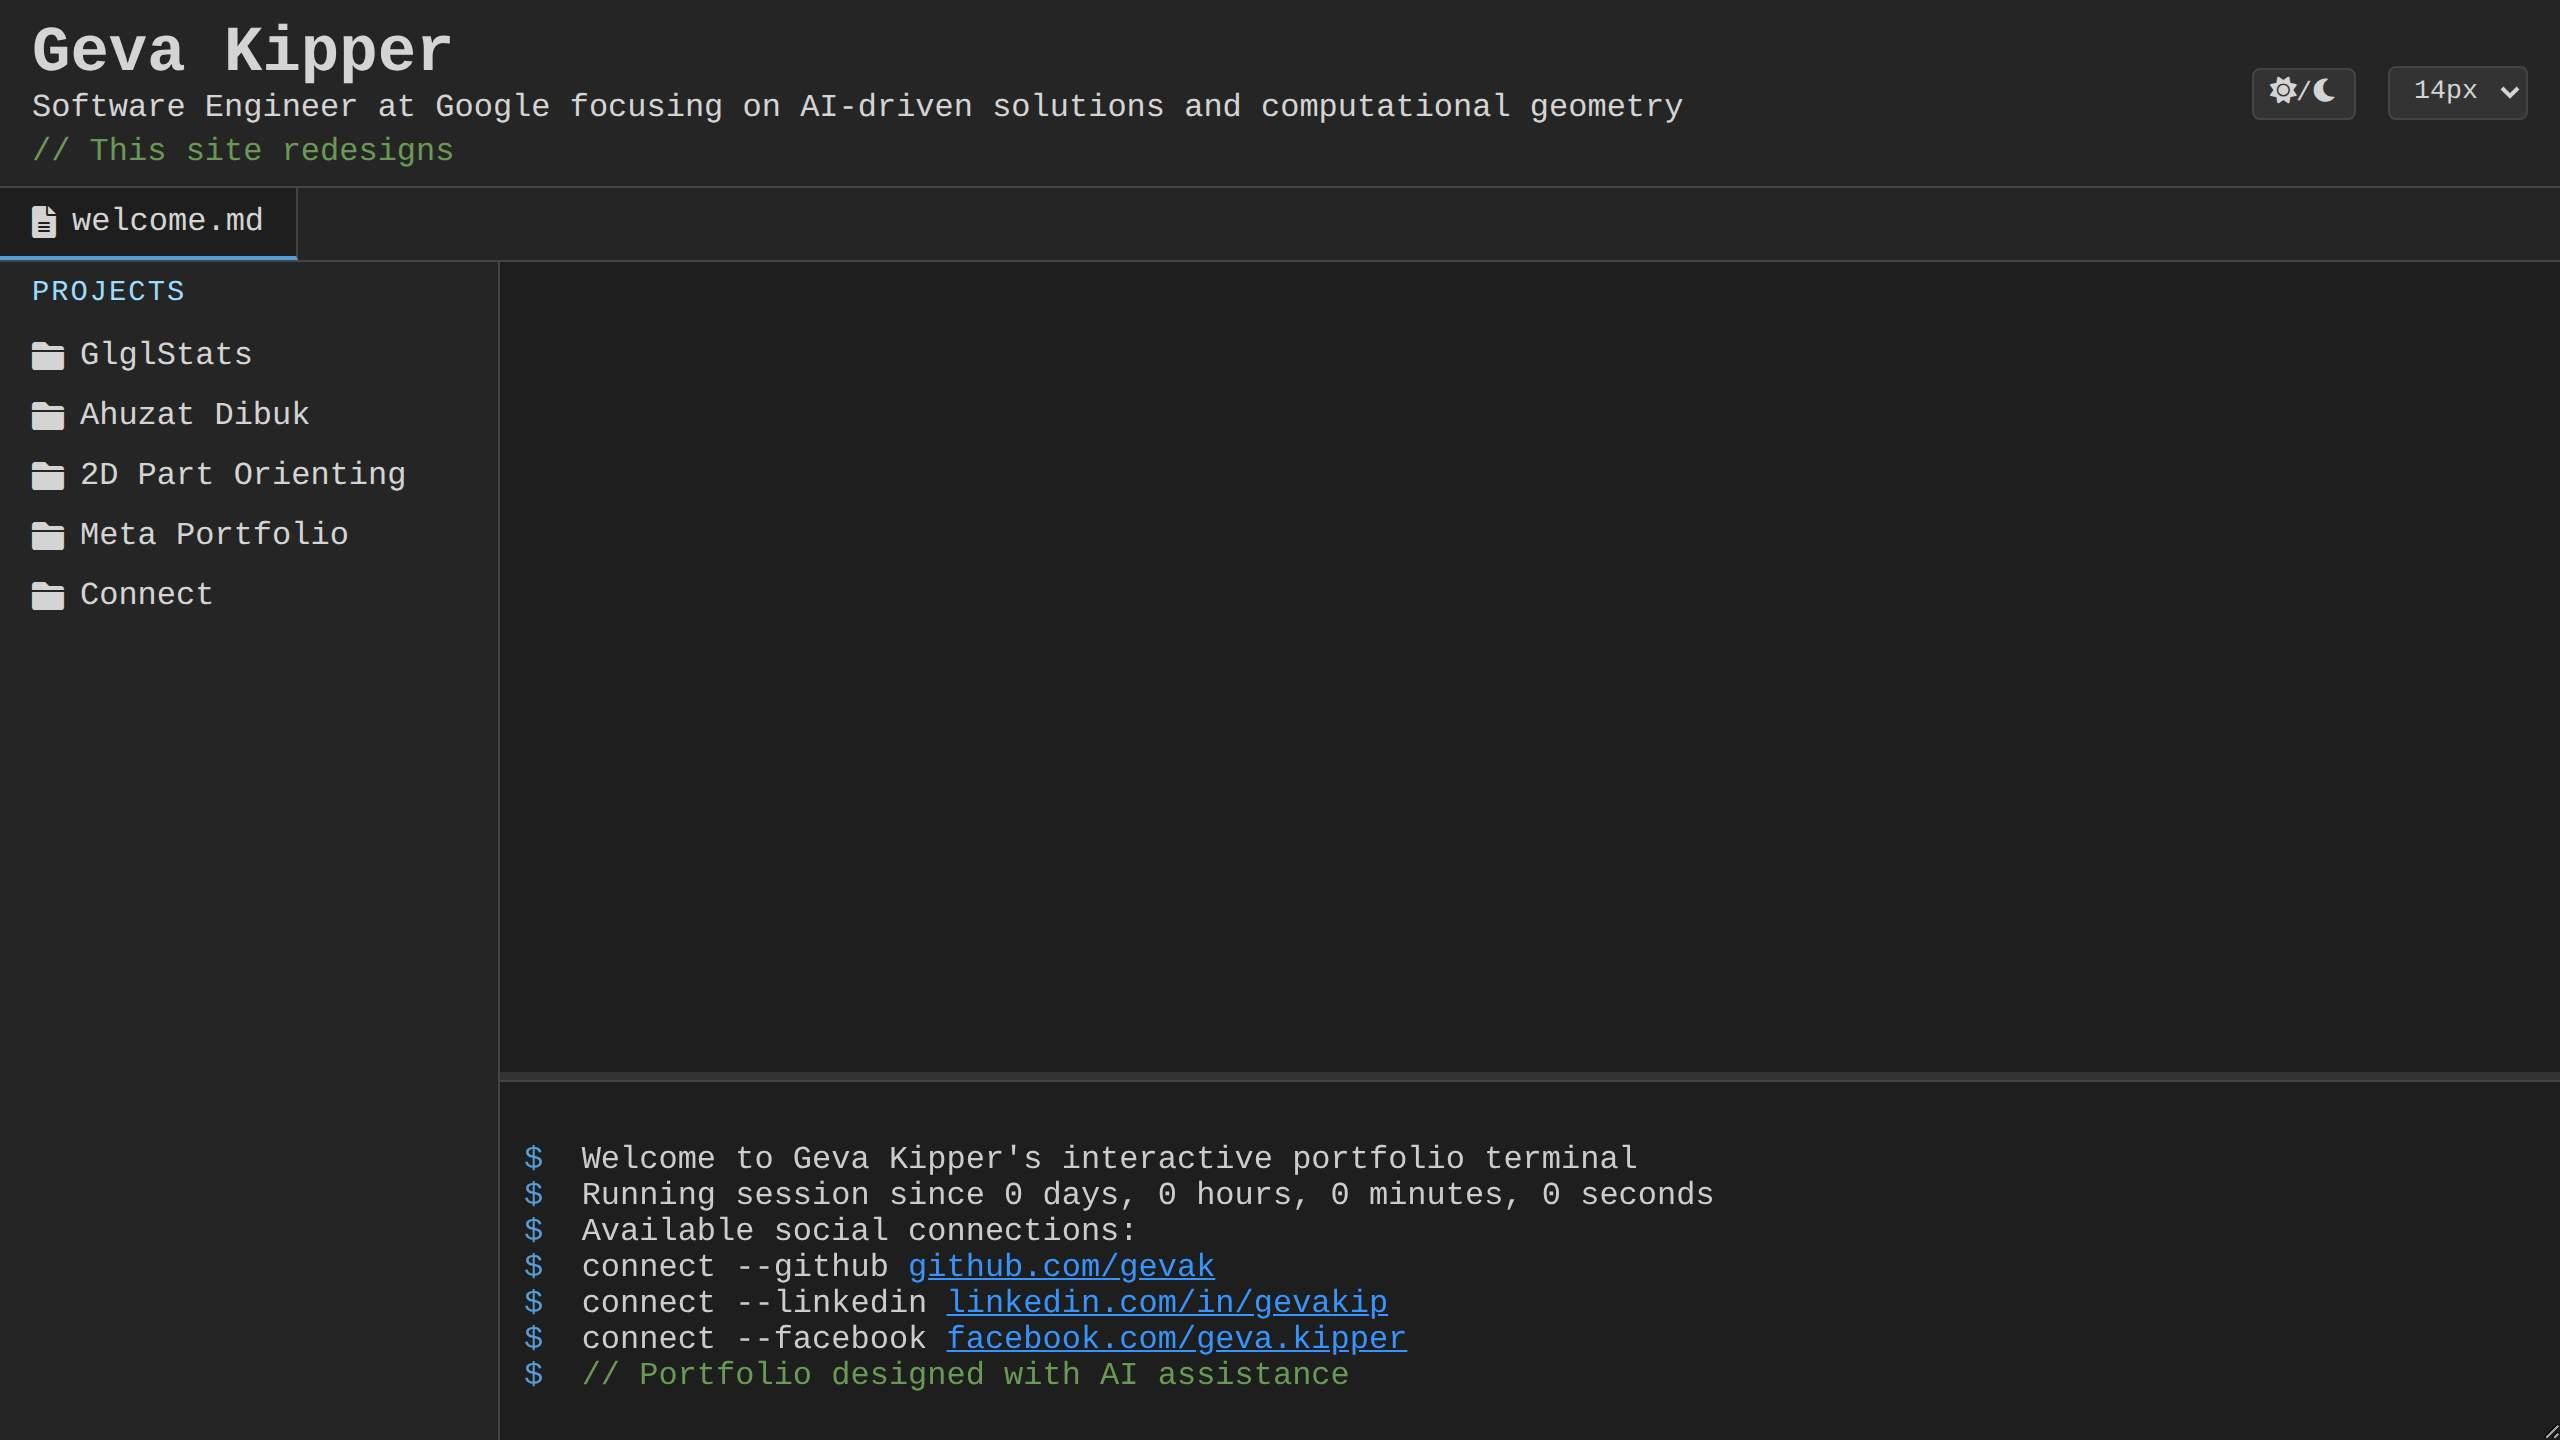 Geva Kipper
Software Engineer at Google focusing on AI-driven solutions and computational geometry
// This site redesigns
14px
welcome.md
PROJECTS
GlglStats
Ahuzat Dibuk
2D Part Orienting
Meta Portfolio
Connect
$ Welcome to Geva Kipper's interactive portfolio terminal
$ Running session since 0 days, 0 hours, 0 minutes, 0 seconds
$ Available social connections:
$ connect --github github.com/gevak
$ connect --linkedin linkedin.com/in/gevakip
$ connect --facebook facebook.com/geva.kipper
$ // Portfolio designed with AI assistance